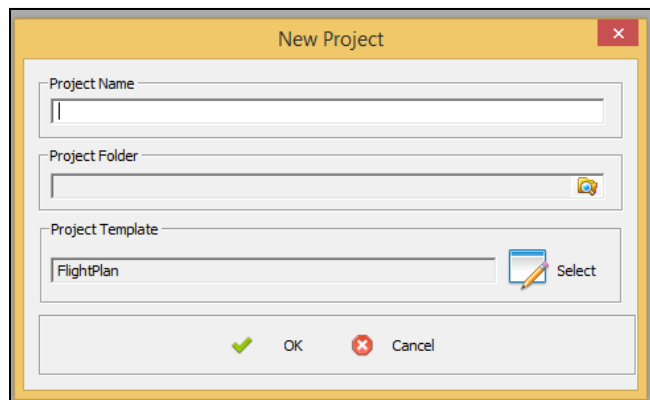 New Project
Project Name
Project Folder
Project Template
FlightPlan
Select
OK
Cancel